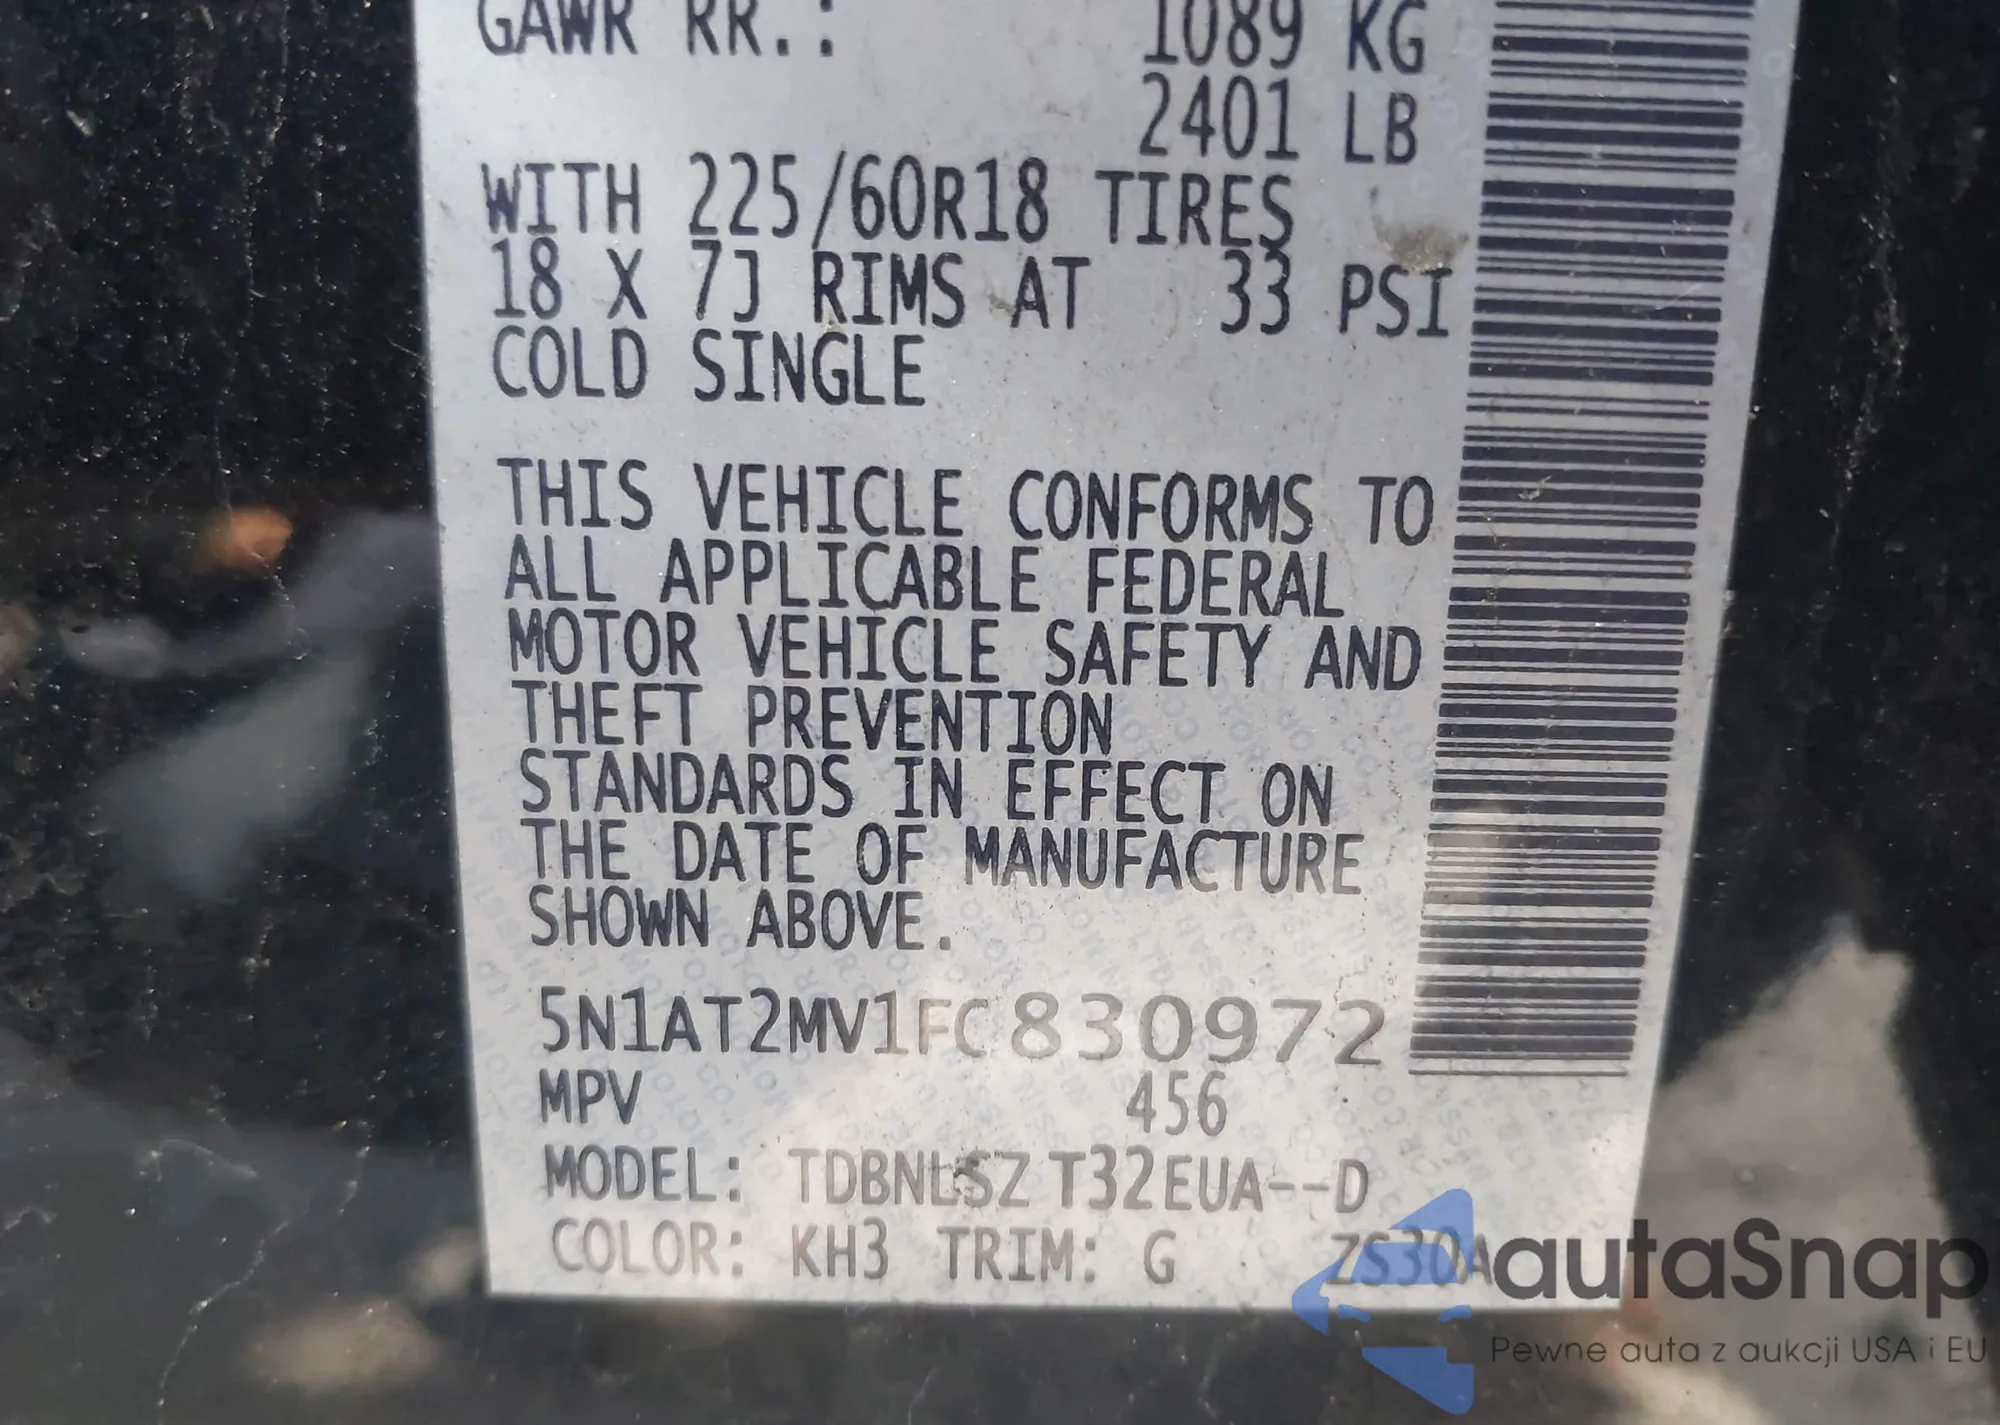 GAWR RR.: 1089 KG
2401 LB
WITH 225/60R18 TIRES
18 X 7J RIMS AT 33 PSI
COLD SINGLE
THIS VEHICLE CONFORMS TO
ALL APPLICABLE FEDERAL
MOTOR VEHICLE SAFETY AND
THEFT PREVENTION
STANDARDS IN EFFECT ON
THE DATE OF MANUFACTURE
SHOWN ABOVE.
5N1AT2MV1FC830972
MPV 456
MODEL: TDBNLSZ T32EUA--D
COLOR: KH3 TRIM: G ZS30A
autaSnap
Pewne auta z aukcji USA i EU